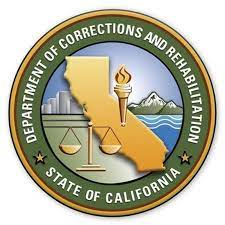 DEPARTMENT OF CORRECTIONS AND REHABILITATION
STATE OF CALIFORNIA